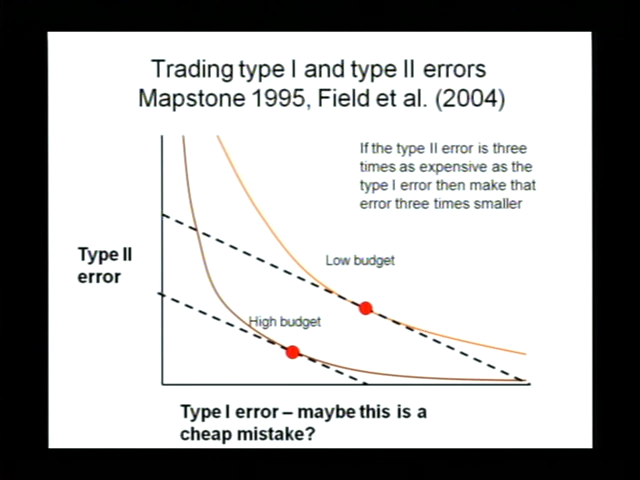 Trading type I and type II errors
Mapstone 1995, Field et al. (2004)
If the type II error is three
times as expensive as the
type I error then make that
error three times smaller
Type II
error
Low budget
High budget
Type I error – maybe this is a
cheap mistake?